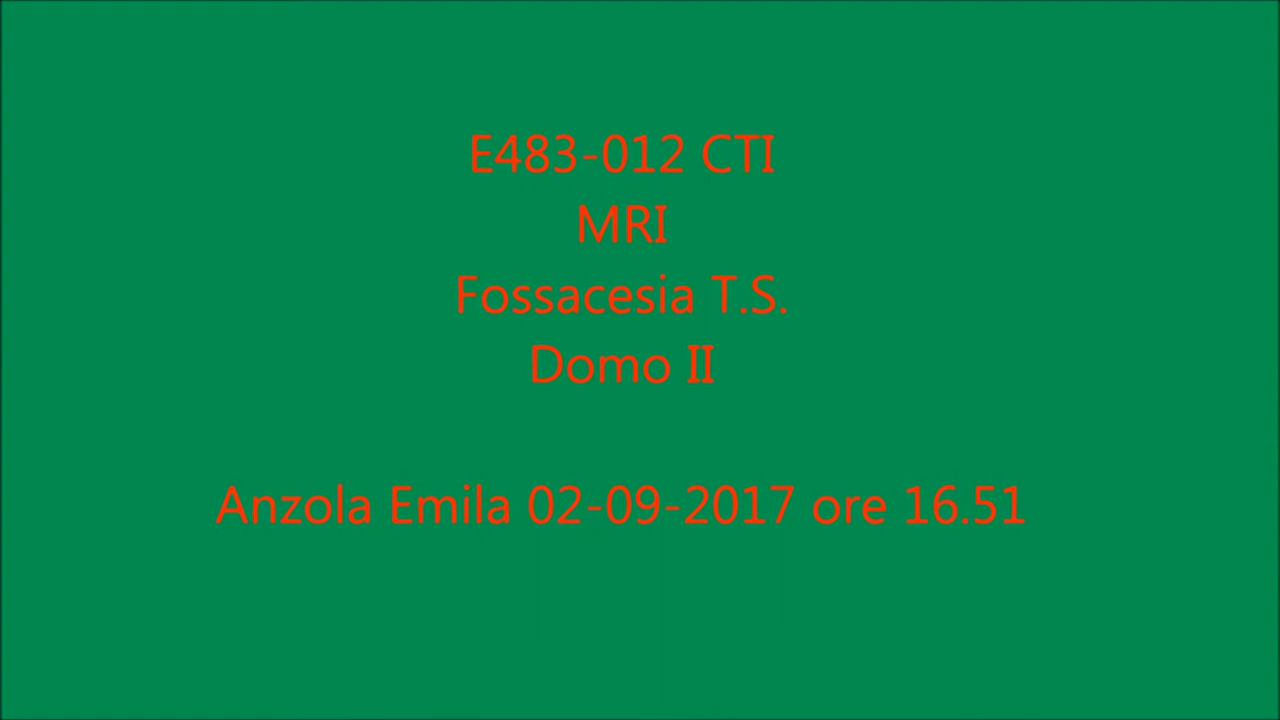 E483-012 CTI
MRI
Fossacesia T.S.
Domo II
Anzola Emila 02-09-2017 ore 16.51